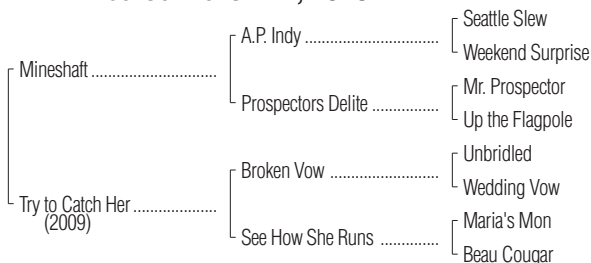 Seattle Slew
A.P. Indy ..................................
Weekend Surprise
Mineshaft ................................
Mr. Prospector
Prospectors Delite .................
Up the Flagpole
Unbridled
Broken Vow ............................
Wedding Vow
Try to Catch Her .....................
(2009)
Maria's Mon
See How She Runs ...............
Beau Cougar